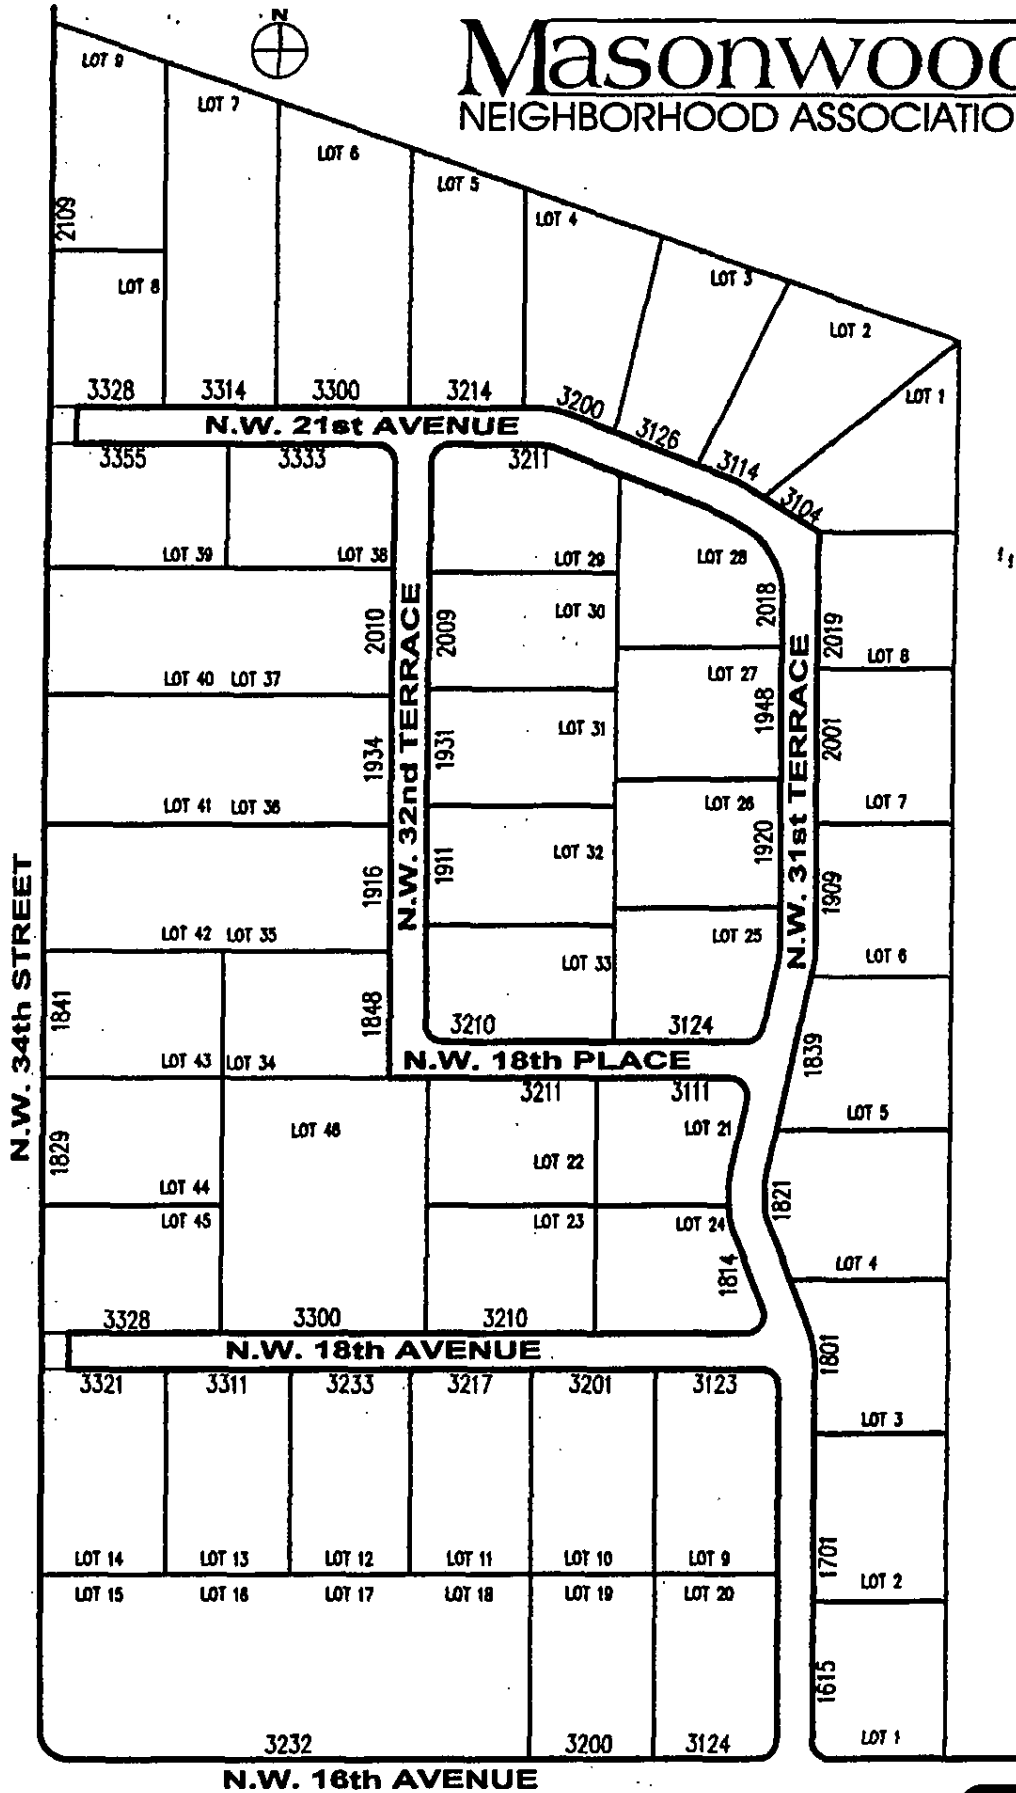 N
Masonwood
NEIGHBORHOOD ASSOCIATIO
LOT 9
LOT 7
LOT 6
LOT 5
LOT 4
LOT 3
LOT 2
LOT 1
2109
LOT 8
3328
3314
3300
3214
3200
3126
3114
3104
N.W. 21st AVENUE
3355
3333
3211
LOT 39
LOT 38
LOT 29
LOT 28
2010
2009
LOT 30
2018
2019
LOT 8
LOT 40
LOT 37
LOT 27
N.W. 32nd TERRACE
N.W. 31st TERRACE
1934
1931
LOT 31
1948
2001
LOT 41
LOT 36
LOT 26
LOT 7
1916
1911
LOT 32
1920
1909
LOT 42
LOT 35
LOT 33
LOT 25
LOT 6
N.W. 34th STREET
1841
1848
3210
3124
LOT 43
LOT 34
N.W. 18th PLACE
1839
3211
3111
1829
LOT 46
LOT 22
LOT 21
LOT 5
LOT 44
LOT 45
LOT 23
LOT 24
1821
1814
LOT 4
3328
3300
3210
N.W. 18th AVENUE
1801
3321
3311
3233
3217
3201
3123
LOT 3
LOT 14
LOT 13
LOT 12
LOT 11
LOT 10
LOT 9
1701
LOT 2
LOT 15
LOT 16
LOT 17
LOT 18
LOT 19
LOT 20
1615
LOT 1
3232
3200
3124
N.W. 16th AVENUE